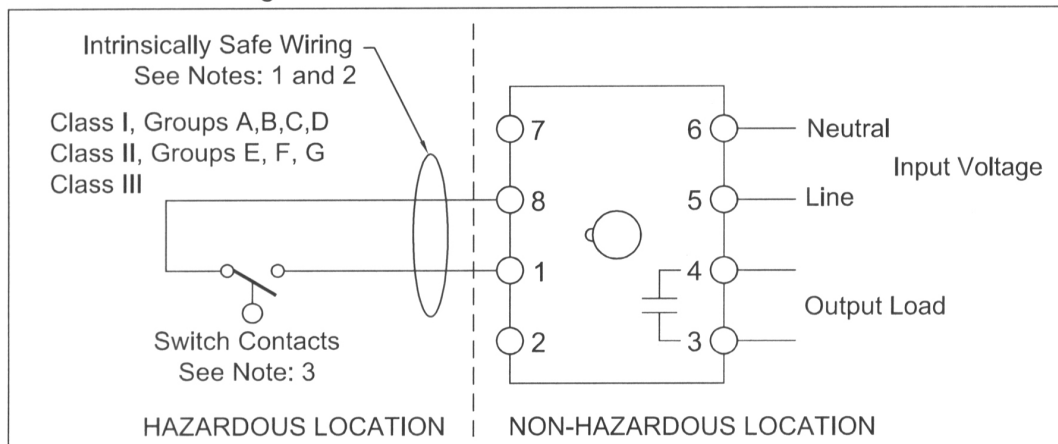 Intrinsically Safe Wiring
See Notes: 1 and 2
Class I, Groups A,B,C,D
Class II, Groups E, F, G
Class III
7
8
1
2
6
5
4
3
Neutral
Input Voltage
Line
Output Load
Switch Contacts
See Note: 3
HAZARDOUS LOCATION
NON-HAZARDOUS LOCATION